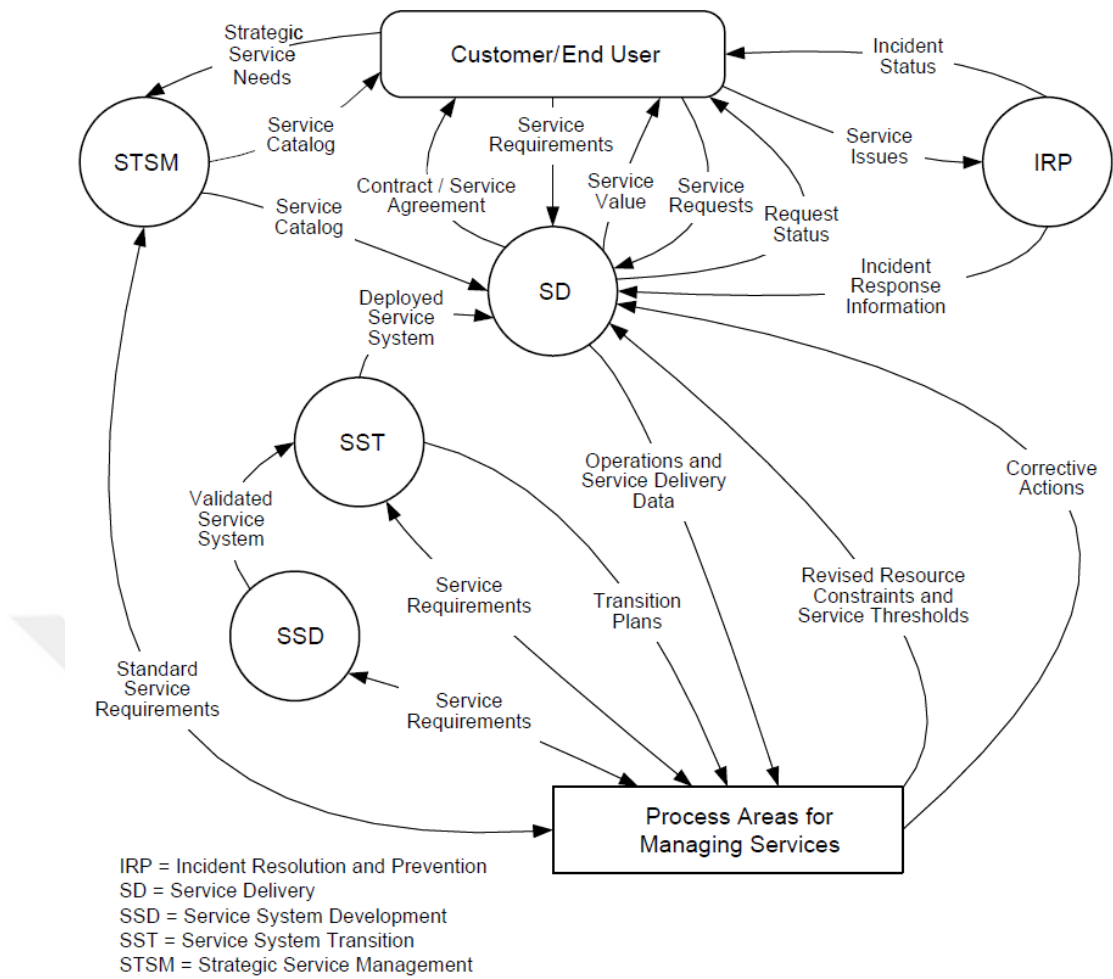 Strategic
Service
Needs
Customer/End User
Incident
Status
STSM
Service
Catalog
Service
Requirements
Service
Issues
IRP
Contract / Service
Agreement
Service
Value
Service
Requests
Request
Status
Service
Catalog
SD
Incident
Response
Information
Deployed
Service
System
SST
Operations and
Service Delivery
Data
Corrective
Actions
Validated
Service
System
Service
Requirements
Transition
Plans
Revised Resource
Constraints and
Service Thresholds
SSD
Standard
Service
Requirements
Service
Requirements
Process Areas for
Managing Services
IRP = Incident Resolution and Prevention
SD = Service Delivery
SSD = Service System Development
SST = Service System Transition
STSM = Strategic Service Management